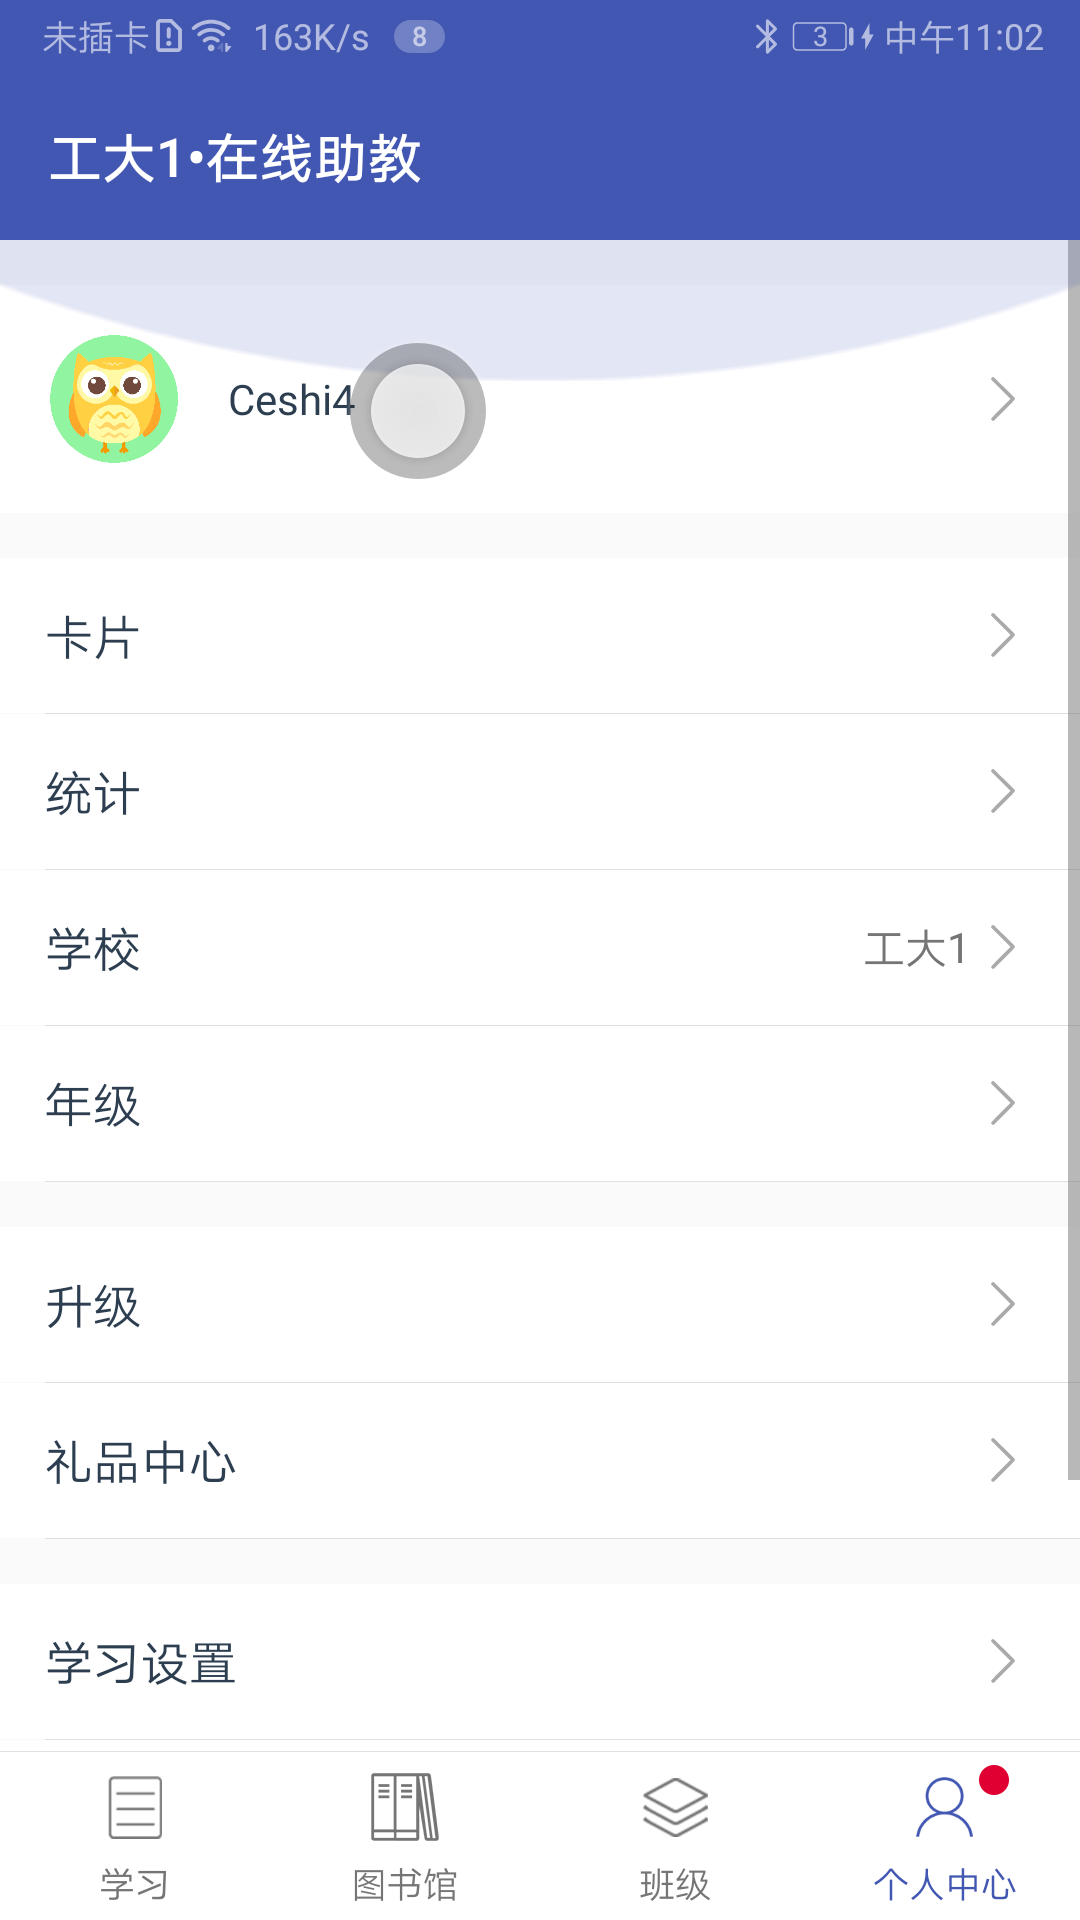 未插卡 163K/s 8 3 中午11:02
工大1•在线助教
Ceshi4
卡片
统计
学校 工大1
年级
升级
礼品中心
学习设置
学习 图书馆 班级 个人中心